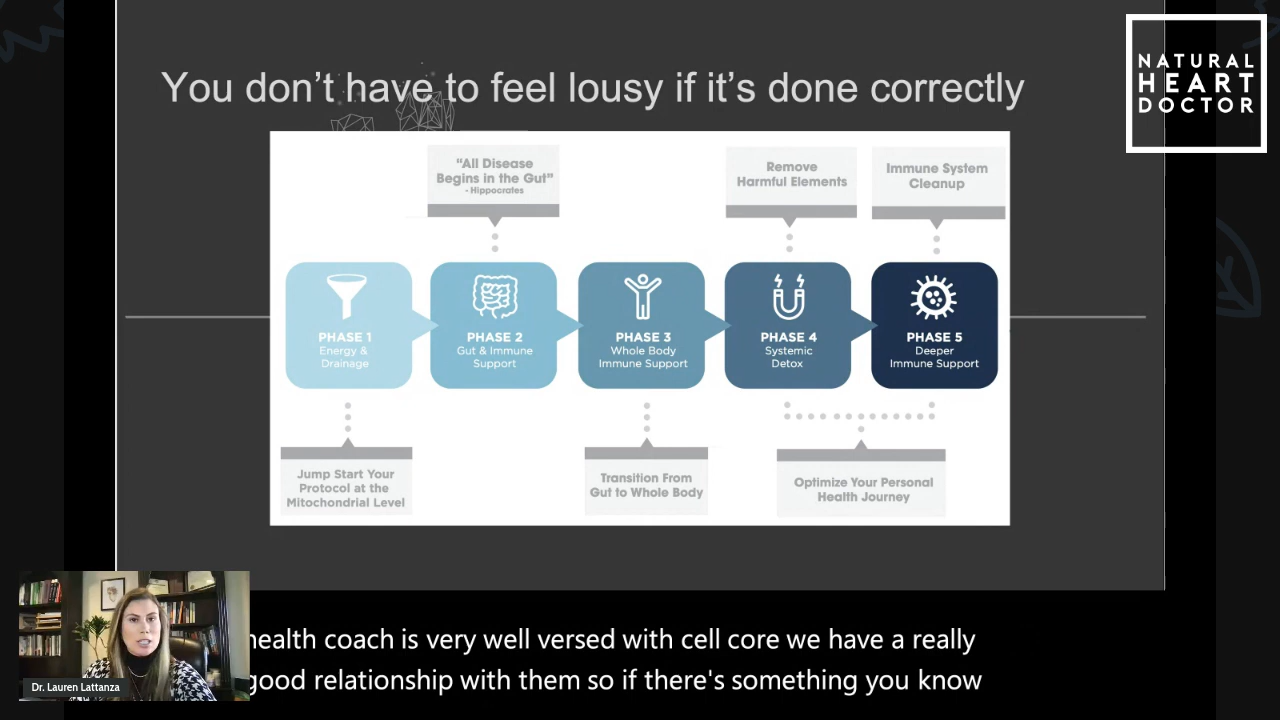 You don't have to feel lousy if it's done correctly
NATURAL
HEART
DOCTOR
"All Disease
Begins in the Gut"
- Hippocrates
Remove
Harmful Elements
Immune System
Cleanup
PHASE 1
Energy &
Drainage
PHASE 2
Gut & Immune
Support
PHASE 3
Whole Body
Immune Support
PHASE 4
Systemic
Detox
PHASE 5
Deeper
Immune Support
Jump Start Your
Protocol at the
Mitochondrial Level
Transition From
Gut to Whole Body
Optimize Your Personal
Health Journey
health coach is very well versed with cell core we have a really
good relationship with them so if there's something you know
Dr. Lauren Lattanza